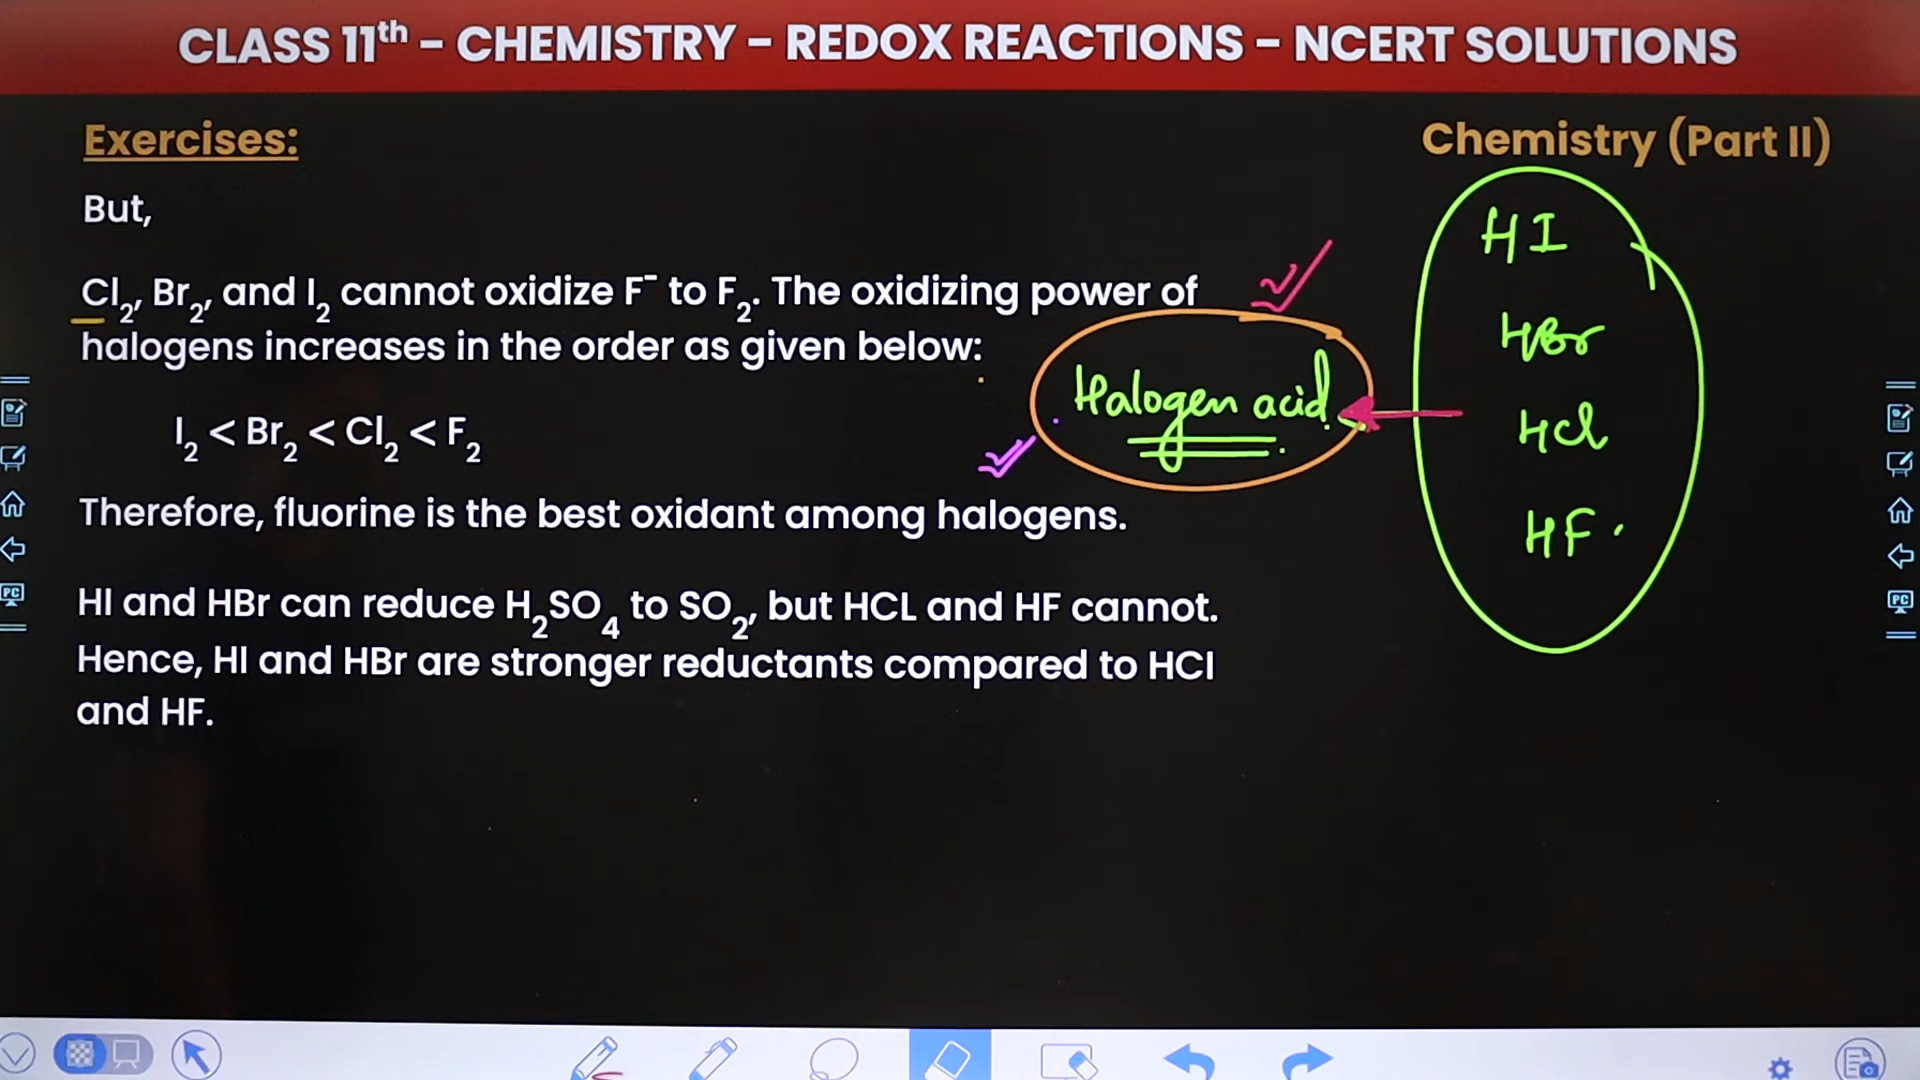 CLASS 11th – CHEMISTRY – REDOX REACTIONS – NCERT SOLUTIONS
Exercises:
Chemistry (Part II)
But,
Cl₂, Br₂, and I₂ cannot oxidize F⁻ to F₂. The oxidizing power of
halogens increases in the order as given below:
I₂ < Br₂ < Cl₂ < F₂
Therefore, fluorine is the best oxidant among halogens.
HI and HBr can reduce H₂SO₄ to SO₂, but HCL and HF cannot.
Hence, HI and HBr are stronger reductants compared to HCl
and HF.
Halogen acid
HI
HBr
HCl
HF
PC
PC